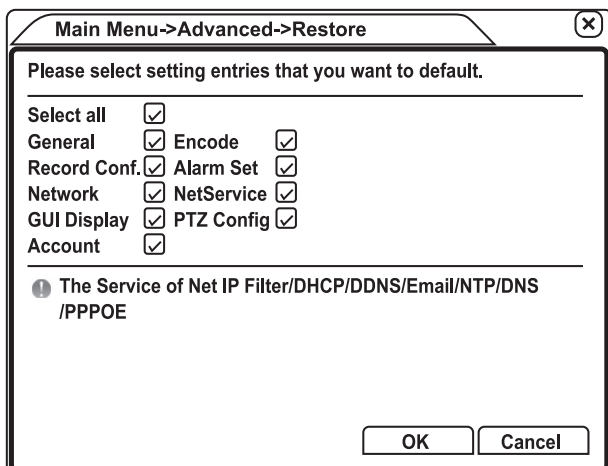 Main Menu->Advanced->Restore
Please select setting entries that you want to default.
Select all
General Encode
Record Conf. Alarm Set
Network NetService
GUI Display PTZ Config
Account
The Service of Net IP Filter/DHCP/DDNS/Email/NTP/DNS
/PPPOE
OK Cancel